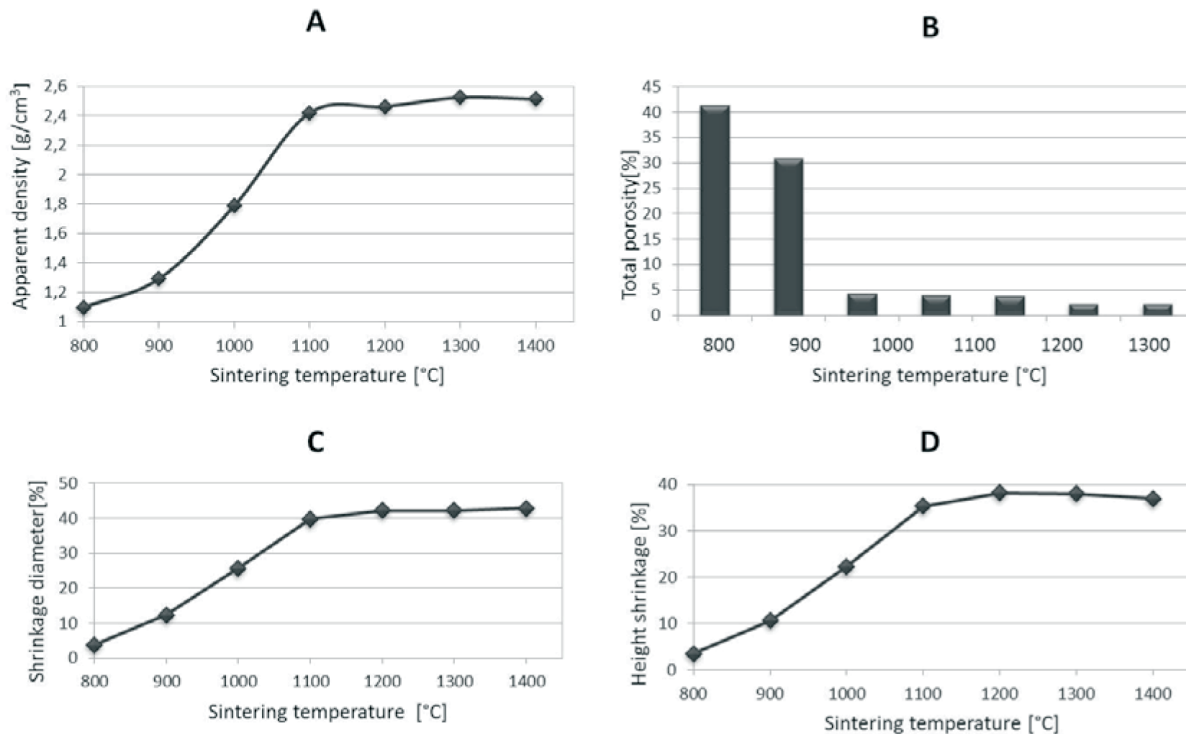 A
Apparent density [g/cm³]
2,6
2,4
2,2
2
1,8
1,6
1,4
1,2
1
800 900 1000 1100 1200 1300 1400
Sintering temperature [°C]
B
Total porosity[%]
45
40
35
30
25
20
15
10
5
0
800 900 1000 1100 1200 1300
Sintering temperature [°C]
C
Shrinkage diameter[%]
50
40
30
20
10
0
800 900 1000 1100 1200 1300 1400
Sintering temperature [°C]
D
Height shrinkage [%]
40
30
20
10
0
800 900 1000 1100 1200 1300 1400
Sintering temperature [°C]